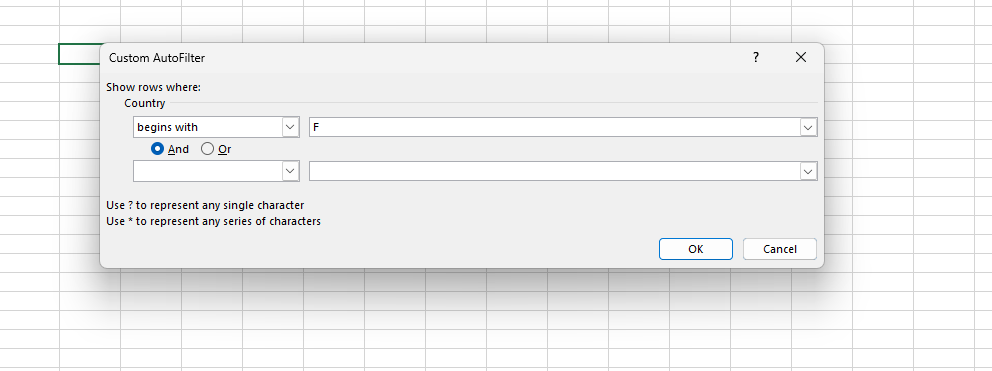 Custom AutoFilter ?
Show rows where:
Country
begins with F
And Or
Use ? to represent any single character
Use * to represent any series of characters
OK Cancel